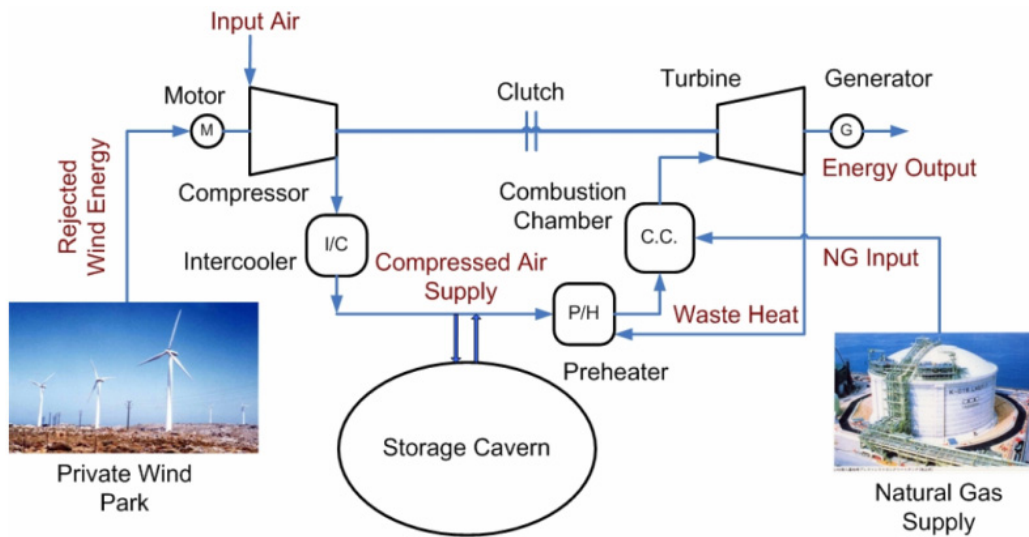 Input Air
Motor
M
Clutch
Turbine
Generator
G
Energy Output
Rejected
Wind Energy
Compressor
Combustion
Chamber
C.C.
I/C
Intercooler
Compressed Air
Supply
NG Input
P/H
Waste Heat
Preheater
Storage Cavern
Private Wind
Park
Natural Gas
Supply